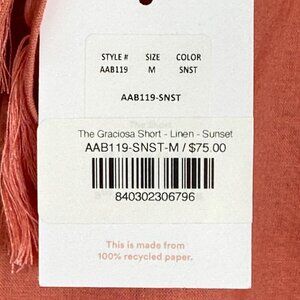 STYLE # SIZE COLOR
AAB119 M SNST
AAB119-SNST
The Graciosa Short - Linen - Sunset
AAB119-SNST-M / $75.00
840302306796
This is made from
100% recycled paper.